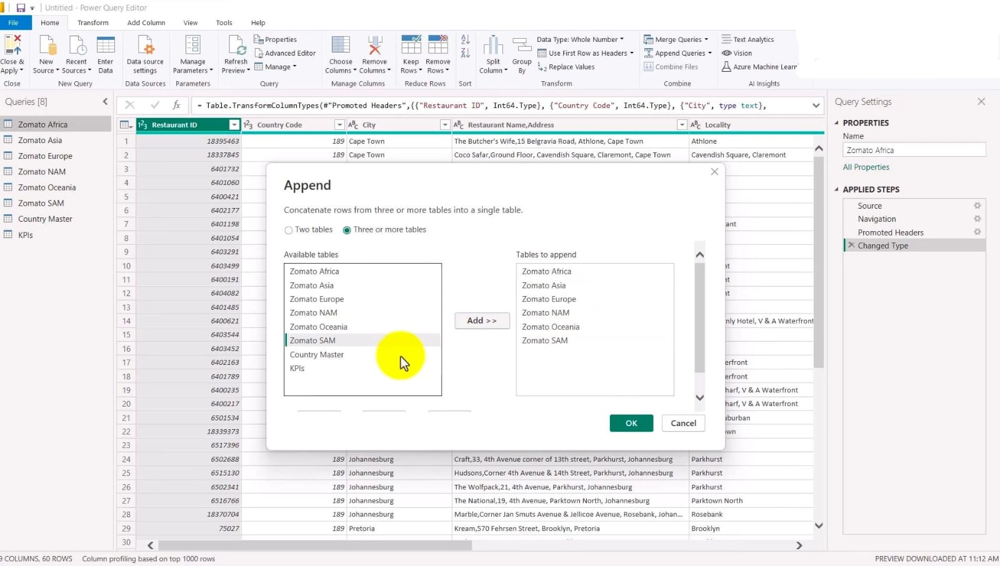 Untitled - Power Query Editor
File Home Transform Add Column View Tools Help
Close & Apply
New Source
Recent Sources
Enter Data
Data source settings
Manage Parameters
Refresh Preview
Properties
Advanced Editor
Manage
Choose Columns
Remove Columns
Keep Rows
Remove Rows
Split Column
Group By
Data Type: Whole Number
Use First Row as Headers
Replace Values
Merge Queries
Append Queries
Combine Files
Text Analytics
Vision
Azure Machine Learn
Close New Query Data Sources Parameters Query Manage Columns Reduce Rows Sort Transform Combine AI Insights
Queries [8]
Zomato Africa
Zomato Asia
Zomato Europe
Zomato NAM
Zomato Oceania
Zomato SAM
Country Master
KPIs
fx = Table.TransformColumnTypes(#"Promoted Headers",{{"Restaurant ID", Int64.Type}, {"Country Code", Int64.Type}, {"City", type text},
123 Restaurant ID 123 Country Code ABC City ABC Restaurant Name,Address ABC Locality
1 18395463 189 Cape Town The Butcher's Wife,15 Belgravia Road, Athlone, Cape Town Athlone
2 18337845 189 Cape Town Coco Safar,Ground Floor, Cavendish Square, Claremont, Cape Town Cavendish Square, Claremont
3 6401732
4 6401060
5 6400421
6 6402177
7 6401198 ant
8 6401054
9 6403291
10 6403499 nt
11 6400191 nt
12 6404082 nt
13 6401485
14 6400621 nly Hotel, V & A Waterfront
15 6403544
16 6403452
17 6402163 erfront
18 6401789 erfront
19 6400235 harf, V & A Waterfront
20 6400217 harf, V & A Waterfront
21 6501534 uburban
22 18339373 own
23 6517396
24 6502688 189 Johannesburg Craft,33, 4th Avenue corner of 13th street, Parkhurst, Johannesburg Parkhurst
25 6515130 189 Johannesburg Hudsons,Corner 4th Avenue & 14th Street, Parkhurst, Johannesburg Parkhurst
26 6502341 189 Johannesburg The Wolfpack,21, 4th Avenue, Parkhurst, Johannesburg Parkhurst
27 6516766 189 Johannesburg The National,19, 4th Avenue, Parktown North, Johannesburg Parktown North
28 18370704 189 Johannesburg Marble,Corner Jan Smuts Avenue & Jellicoe Avenue, Rosebank, Johan... Rosebank
29 75027 189 Pretoria Kream,570 Fehrsen Street, Brooklyn, Pretoria Brooklyn
30
Append
Concatenate rows from three or more tables into a single table.
Two tables Three or more tables
Available tables
Zomato Africa
Zomato Asia
Zomato Europe
Zomato NAM
Zomato Oceania
Zomato SAM
Country Master
KPIs
Add >>
Tables to append
Zomato Africa
Zomato Asia
Zomato Europe
Zomato NAM
Zomato Oceania
Zomato SAM
OK Cancel
Query Settings
PROPERTIES
Name
Zomato Africa
All Properties
APPLIED STEPS
Source
Navigation
Promoted Headers
Changed Type
9 COLUMNS, 60 ROWS Column profiling based on top 1000 rows PREVIEW DOWNLOADED AT 11:12 AM